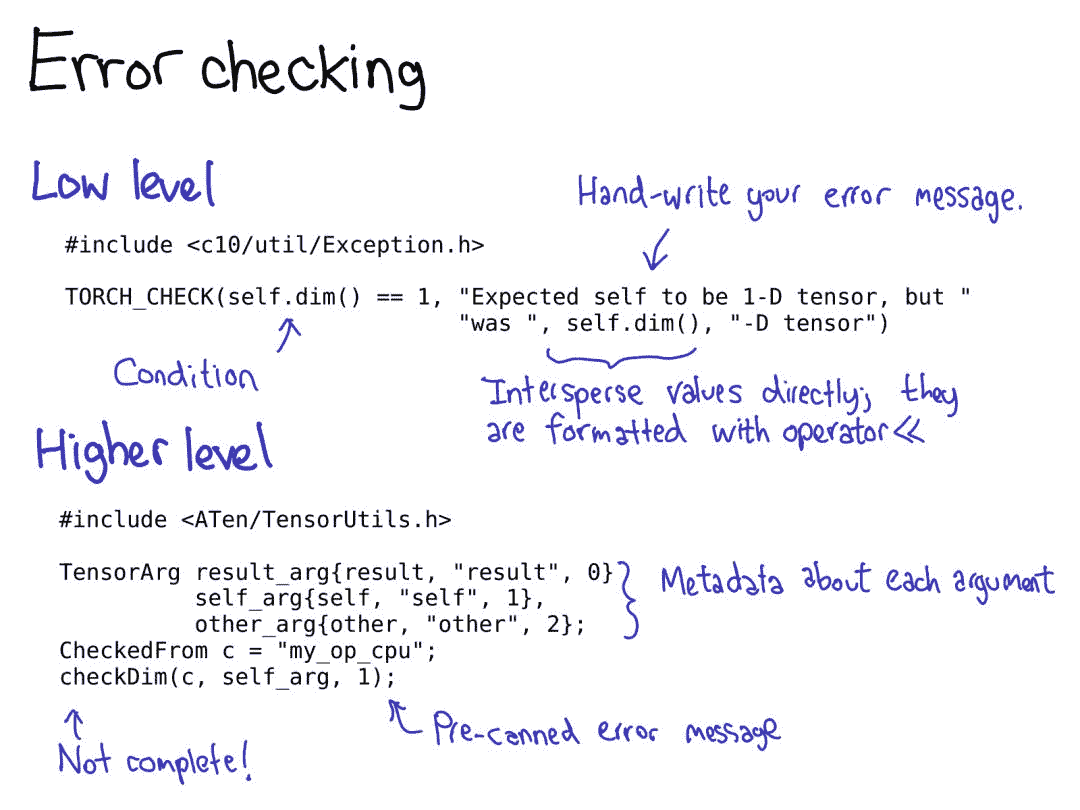 Error checking
Low level
Hand-write your error message.
#include <c10/util/Exception.h>
TORCH_CHECK(self.dim() == 1, "Expected self to be 1-D tensor, but "
"was ", self.dim(), "-D tensor")
Condition
Intersperse values directly; they
are formatted with operator<<
Higher level
#include <ATen/TensorUtils.h>
TensorArg result_arg{result, "result", 0}
self_arg{self, "self", 1},
other_arg{other, "other", 2};
Metadata about each argument
CheckedFrom c = "my_op_cpu";
checkDim(c, self_arg, 1);
Pre-canned error message
Not complete!